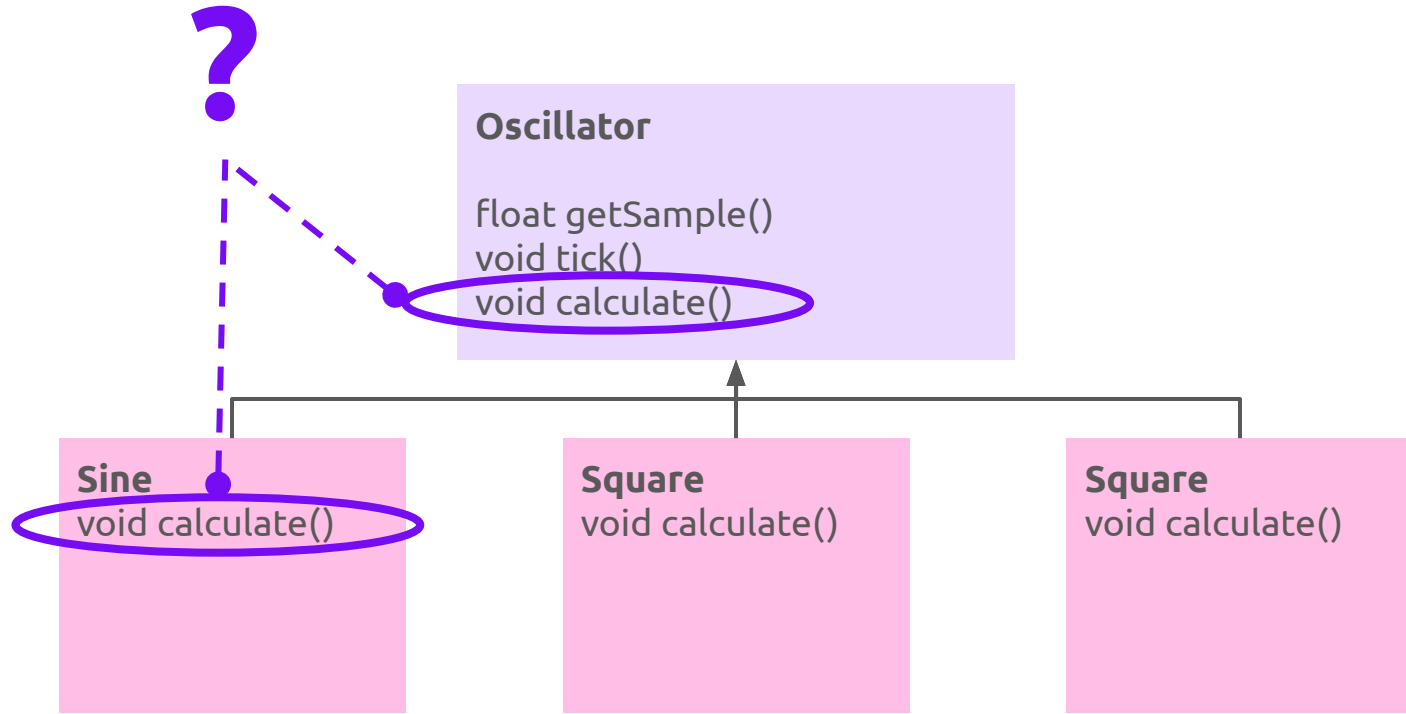 ?
Oscillator
float getSample()
void tick()
void calculate()
Sine
void calculate()
Square
void calculate()
Square
void calculate()